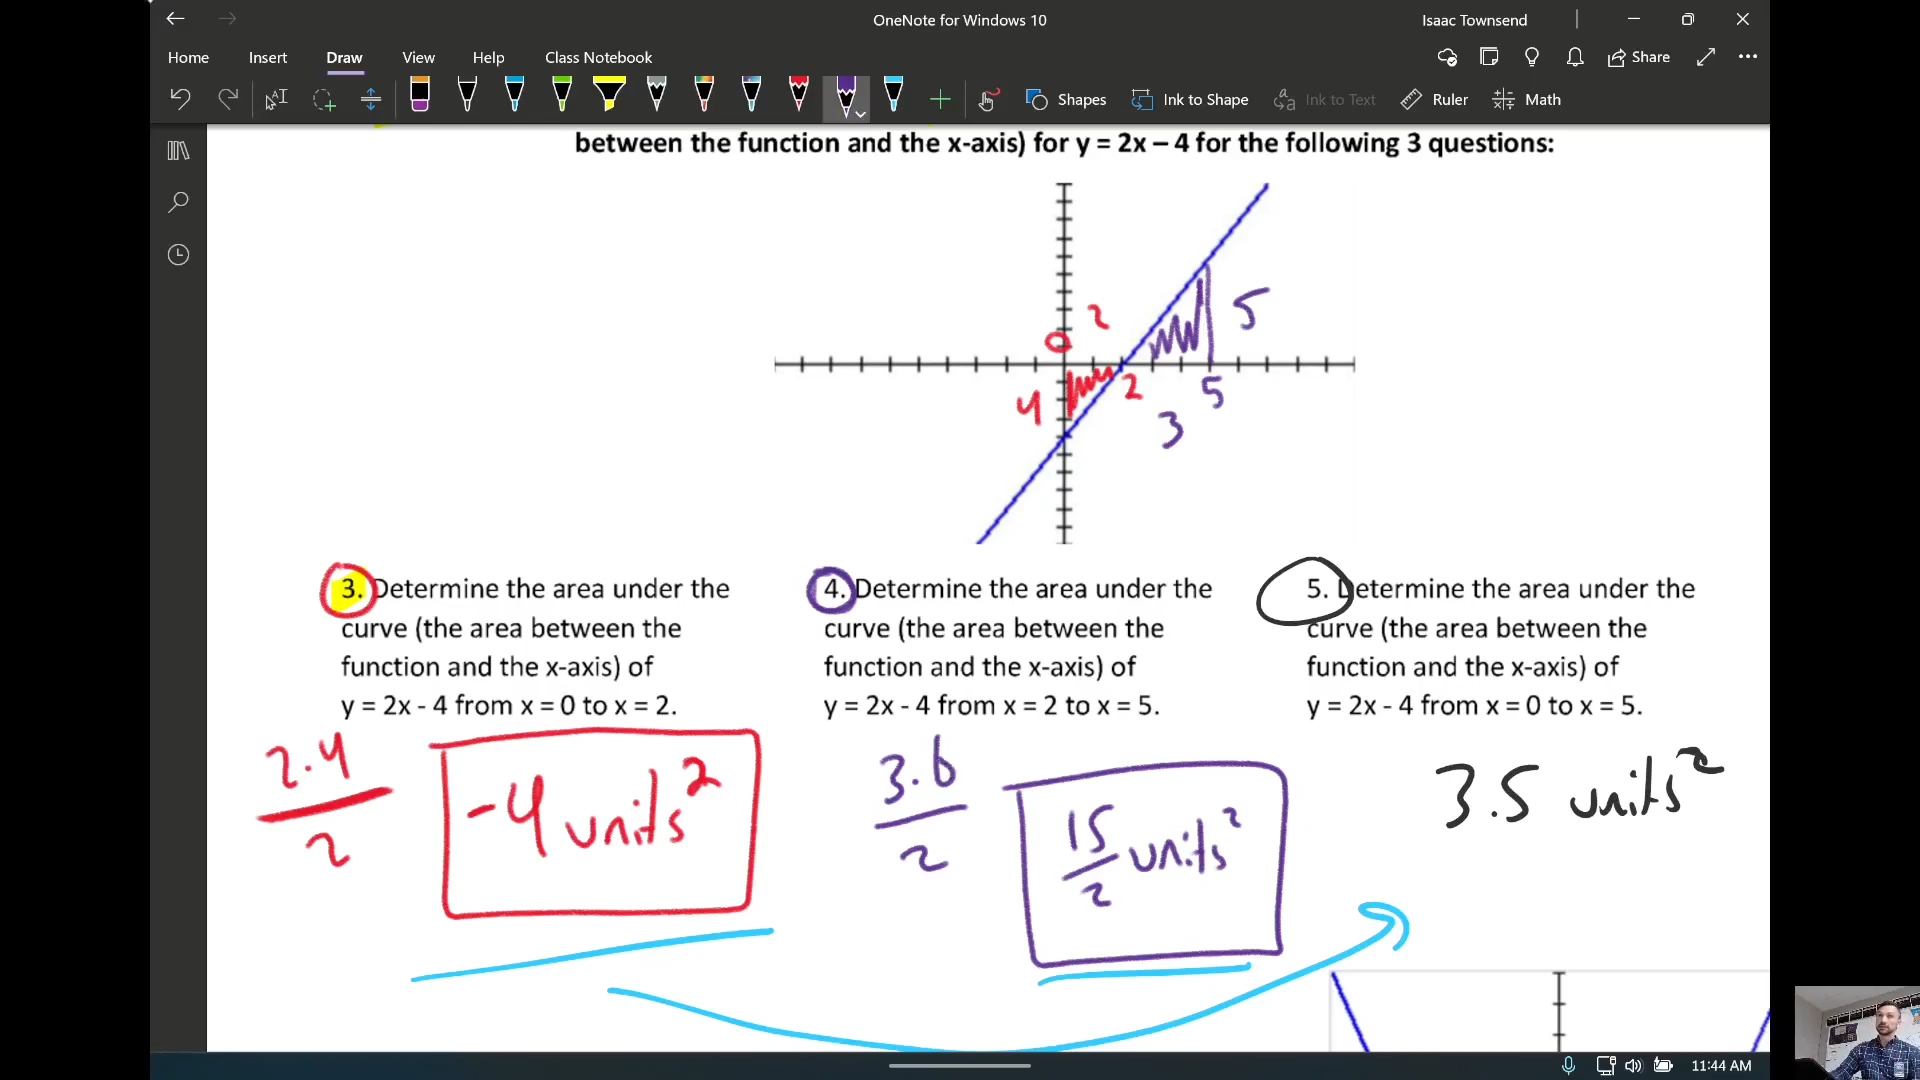 OneNote for Windows 10
Isaac Townsend
Home Insert Draw View Help Class Notebook
Share
Shapes Ink to Shape Ink to Text Ruler Math
between the function and the x-axis) for y = 2x – 4 for the following 3 questions:
2
5
0
4
2
5
3
3. Determine the area under the
curve (the area between the
function and the x-axis) of
y = 2x - 4 from x = 0 to x = 2.
2·4
2
-4 units²
4. Determine the area under the
curve (the area between the
function and the x-axis) of
y = 2x - 4 from x = 2 to x = 5.
3.6
2
15
2
units²
5. Determine the area under the
curve (the area between the
function and the x-axis) of
y = 2x - 4 from x = 0 to x = 5.
3.5 units²
11:44 AM